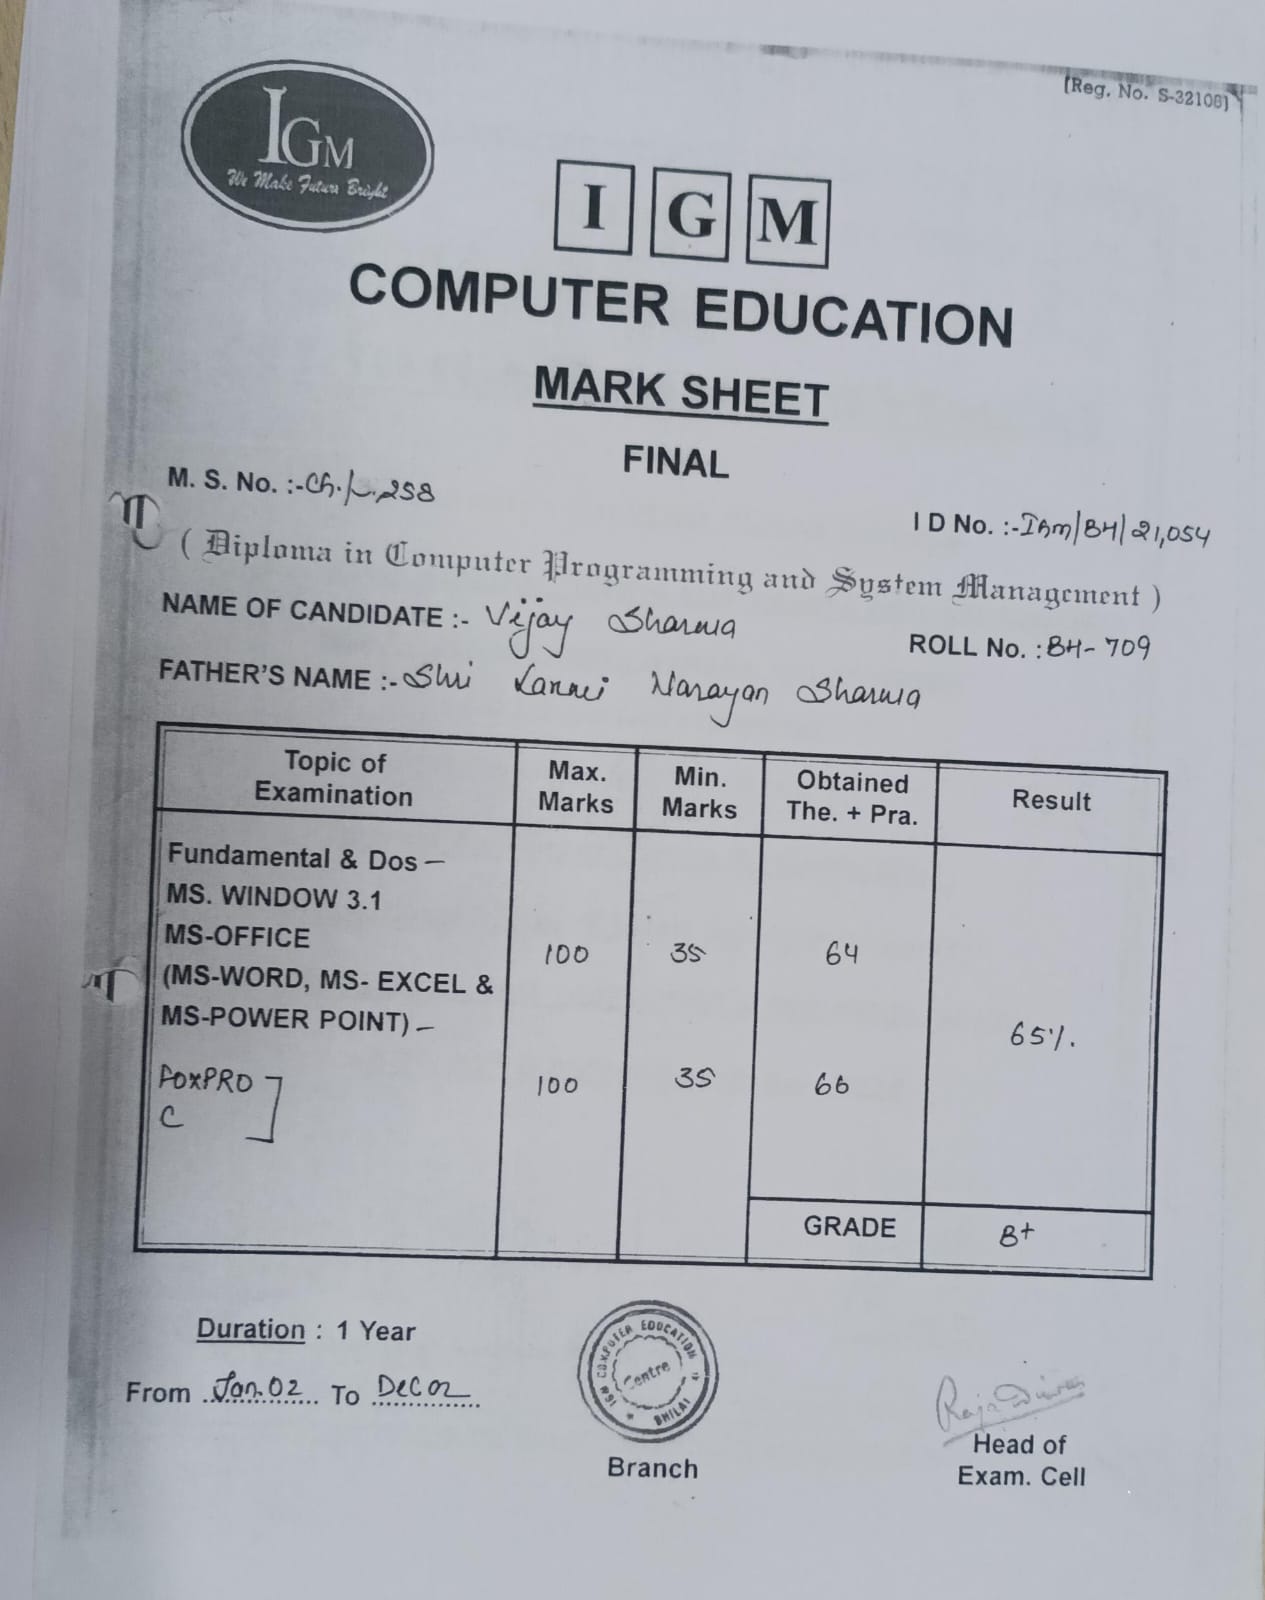 [Reg. No. S-32108]
IGM
We Make Future Bright
I G M
COMPUTER EDUCATION
MARK SHEET
FINAL
M. S. No. :- 258
I D No. :- IGM/BH/21,054
( Diploma in Computer Programming and System Management )
NAME OF CANDIDATE :- Vijay Sharma
ROLL No. : BH- 709
FATHER'S NAME :- Shri Narayan Sharma
Topic of Examination Max. Marks Min. Marks Obtained The. + Pra. Result
Fundamental & Dos –
MS. WINDOW 3.1
MS-OFFICE
(MS-WORD, MS- EXCEL &
MS-POWER POINT) –
100 35 64
65%.
FOXPRO
C
100 35 66
GRADE B+
Duration : 1 Year
From Jan.02 To Dec 02
IGM COMPUTER EDUCATION
Centre
BHILAI
Branch
Head of
Exam. Cell